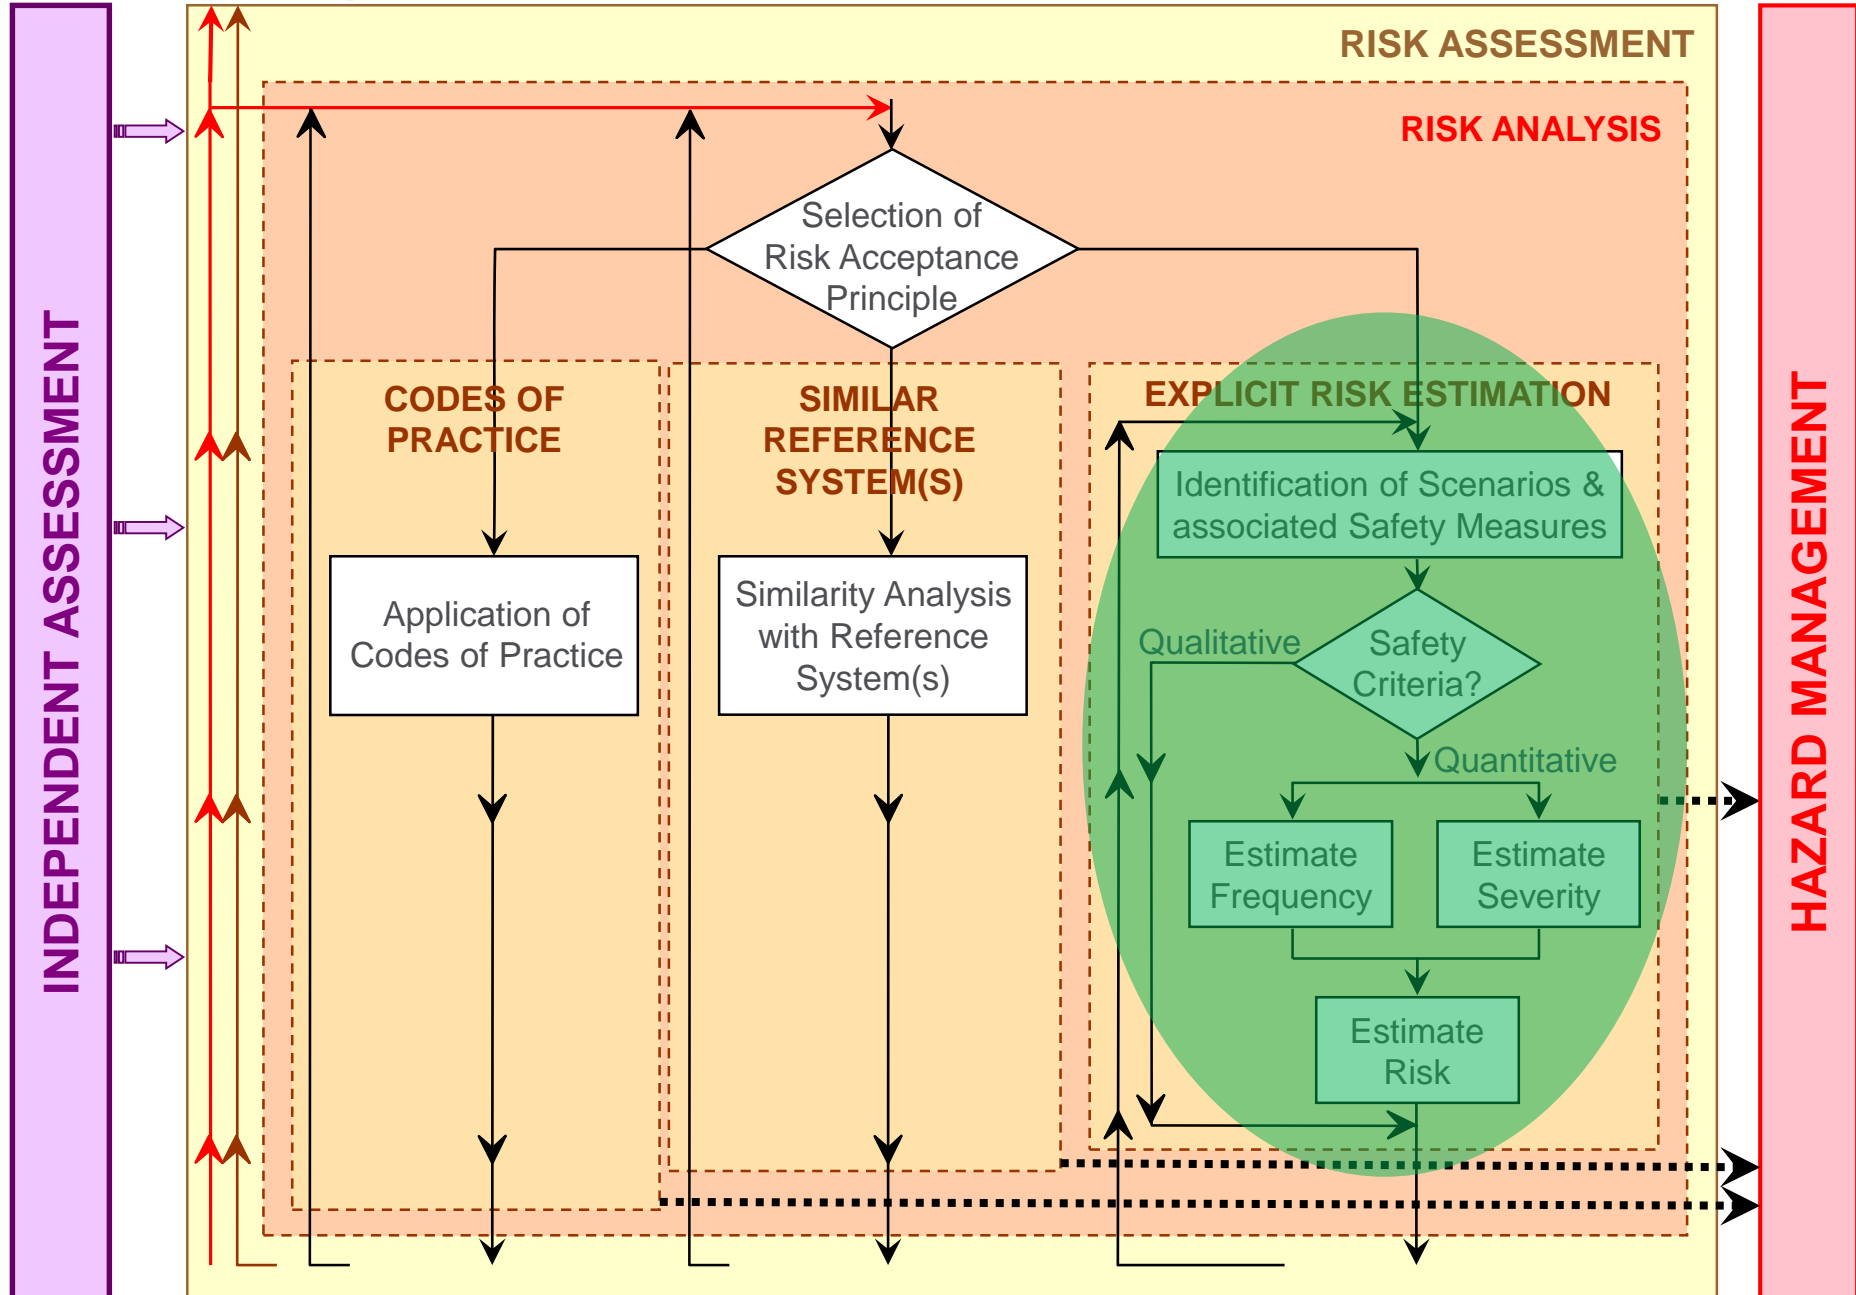 INDEPENDENT ASSESSMENT
RISK ASSESSMENT
RISK ANALYSIS
Selection of
Risk Acceptance
Principle
CODES OF
PRACTICE
Application of
Codes of Practice
SIMILAR
REFERENCE
SYSTEM(S)
Similarity Analysis
with Reference
System(s)
EXPLICIT RISK ESTIMATION
Identification of Scenarios &
associated Safety Measures
Qualitative
Safety
Criteria?
Quantitative
Estimate
Frequency
Estimate
Severity
Estimate
Risk
HAZARD MANAGEMENT